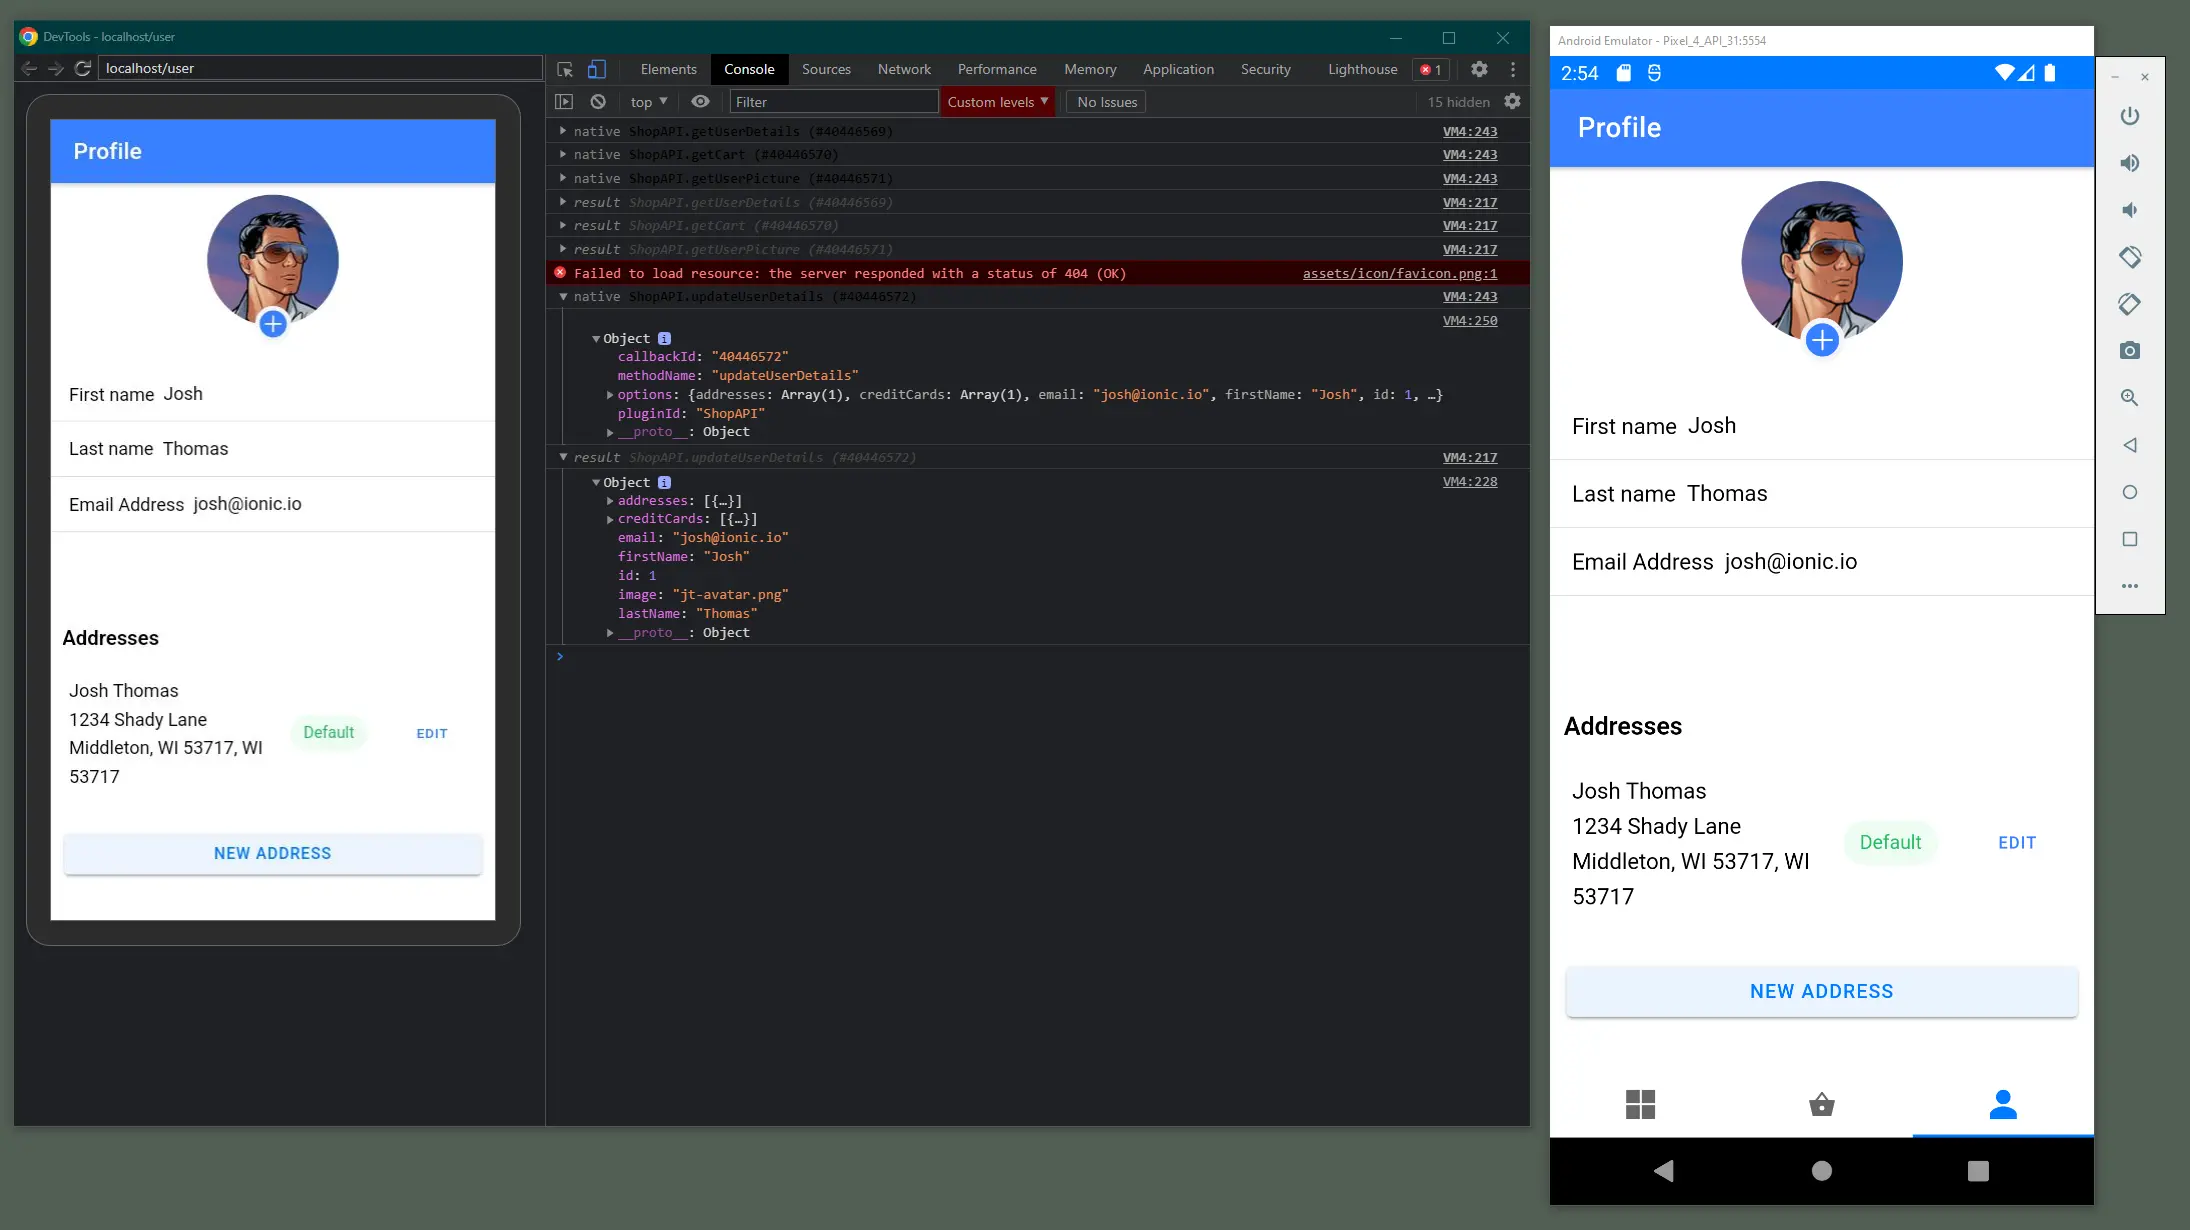 DevTools - localhost/user
localhost/user
Profile
First name Josh
Last name Thomas
Email Address josh@ionic.io
Addresses
Josh Thomas
1234 Shady Lane
Middleton, WI 53717, WI
53717
Default
EDIT
NEW ADDRESS
Elements Console Sources Network Performance Memory Application Security Lighthouse 1
top Filter Custom levels No Issues 15 hidden
native ShopAPI.getUserDetails (#40446569) VM4:243
native ShopAPI.getCart (#40446570) VM4:243
native ShopAPI.getUserPicture (#40446571) VM4:243
result ShopAPI.getUserDetails (#40446569) VM4:217
result ShopAPI.getCart (#40446570) VM4:217
result ShopAPI.getUserPicture (#40446571) VM4:217
Failed to load resource: the server responded with a status of 404 (OK) assets/icon/favicon.png:1
native ShopAPI.updateUserDetails (#40446572) VM4:243
VM4:250
Object i
callbackId: "40446572"
methodName: "updateUserDetails"
options: {addresses: Array(1), creditCards: Array(1), email: "josh@ionic.io", firstName: "Josh", id: 1, …}
pluginId: "ShopAPI"
__proto__: Object
result ShopAPI.updateUserDetails (#40446572) VM4:217
Object i VM4:228
addresses: [{…}]
creditCards: [{…}]
email: "josh@ionic.io"
firstName: "Josh"
id: 1
image: "jt-avatar.png"
lastName: "Thomas"
__proto__: Object
Android Emulator - Pixel_4_API_31:5554
2:54
Profile
First name Josh
Last name Thomas
Email Address josh@ionic.io
Addresses
Josh Thomas
1234 Shady Lane
Middleton, WI 53717, WI
53717
Default
EDIT
NEW ADDRESS